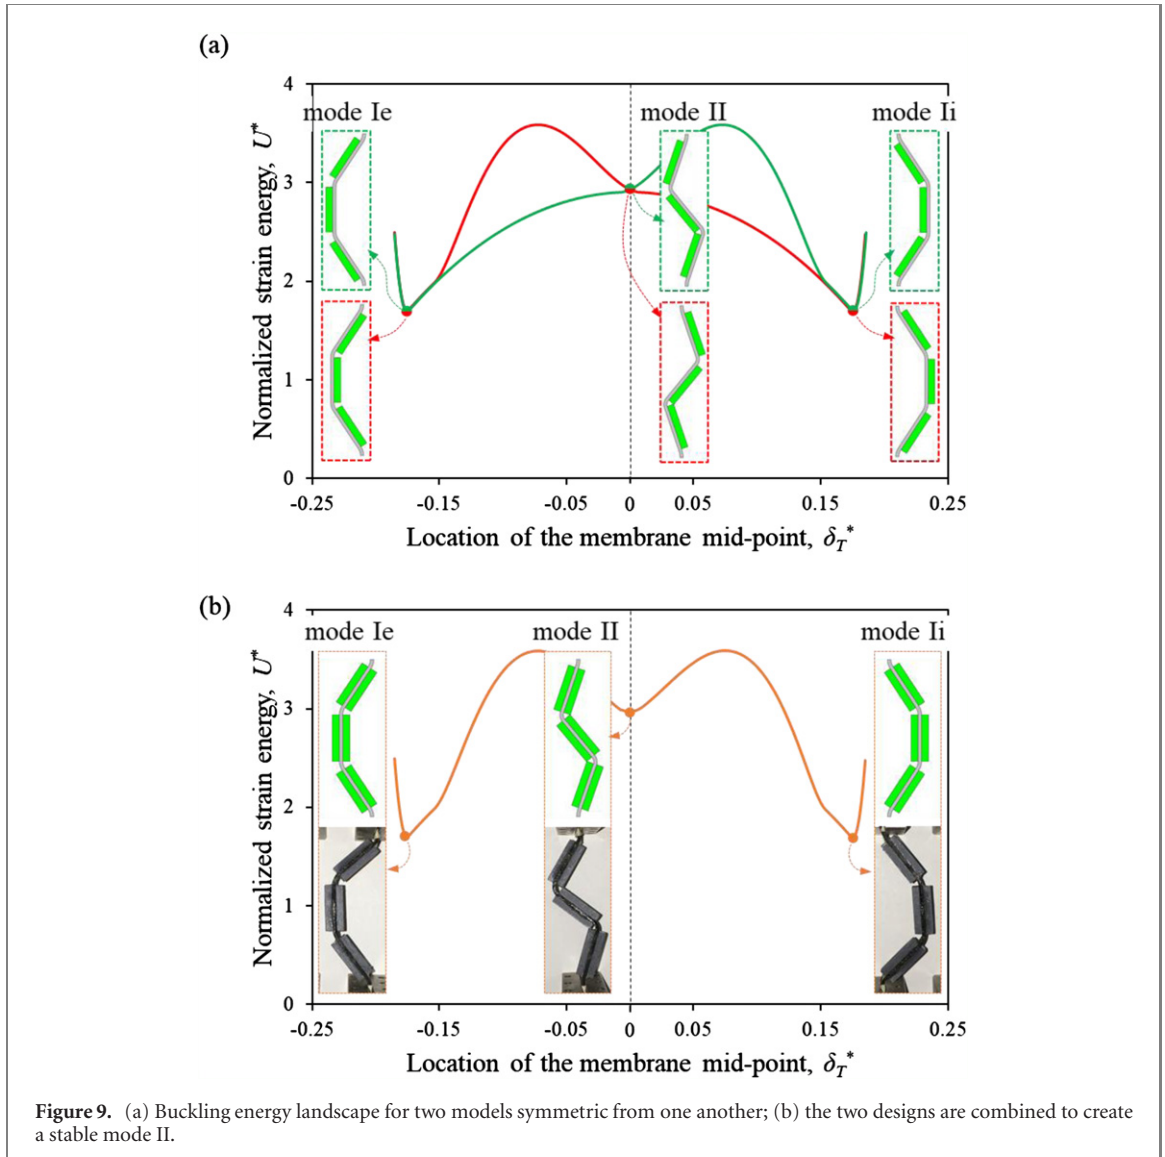 (a)
4
mode Ie
mode II
mode Ii
3
2
1
0
Normalized strain energy, U*
-0.25
-0.15
-0.05
0
0.05
0.15
0.25
Location of the membrane mid-point, δT*
(b)
4
mode Ie
mode II
mode Ii
3
2
1
0
Normalized strain energy, U*
-0.25
-0.15
-0.05
0
0.05
0.15
0.25
Location of the membrane mid-point, δT*
Figure 9. (a) Buckling energy landscape for two models symmetric from one another; (b) the two designs are combined to create
a stable mode II.